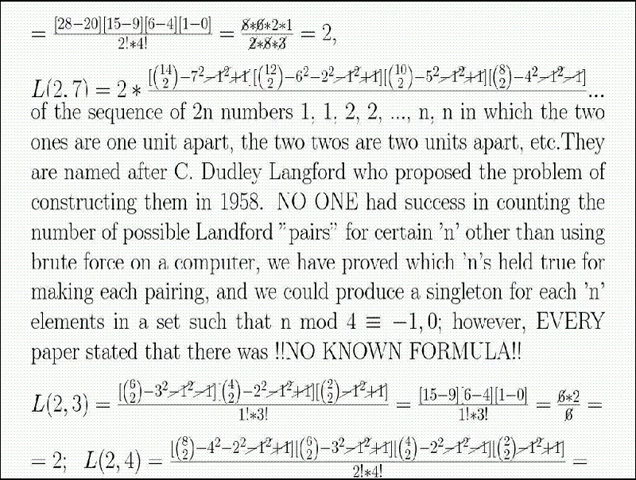 = [28−20][15−9][6−4][1−0] / 2!*4! = 8*6*2*1 / 2*8*3 = 2,
L(2,7) = 2 * [(14 2)−7²−1²+1][(12 2)−6²−2²−1²+1][(10 2)−5²−1²+1][(8 2)−4²−1²−1] ...
of the sequence of 2n numbers 1, 1, 2, 2, ..., n, n in which the two
ones are one unit apart, the two twos are two units apart, etc.They
are named after C. Dudley Langford who proposed the problem of
constructing them in 1958. NO ONE had success in counting the
number of possible Landford "pairs" for certain 'n' other than using
brute force on a computer, we have proved which 'n's held true for
making each pairing, and we could produce a singleton for each 'n'
elements in a set such that n mod 4 ≡ −1, 0; however, EVERY
paper stated that there was !!NO KNOWN FORMULA!!
L(2,3) = [(6 2)−3²−1²−1][(4 2)−2²−1²+1][(2 2)−1²+1] / 1!*3! = [15−9][6−4][1−0] / 1!*3! = 6*2 / 6 =
= 2; L(2,4) = [(8 2)−4²−2²−1²+1][(6 2)−3²−1²+1][(4 2)−2²−1²−1][(2 2)−1²+1] / 2!*4! =